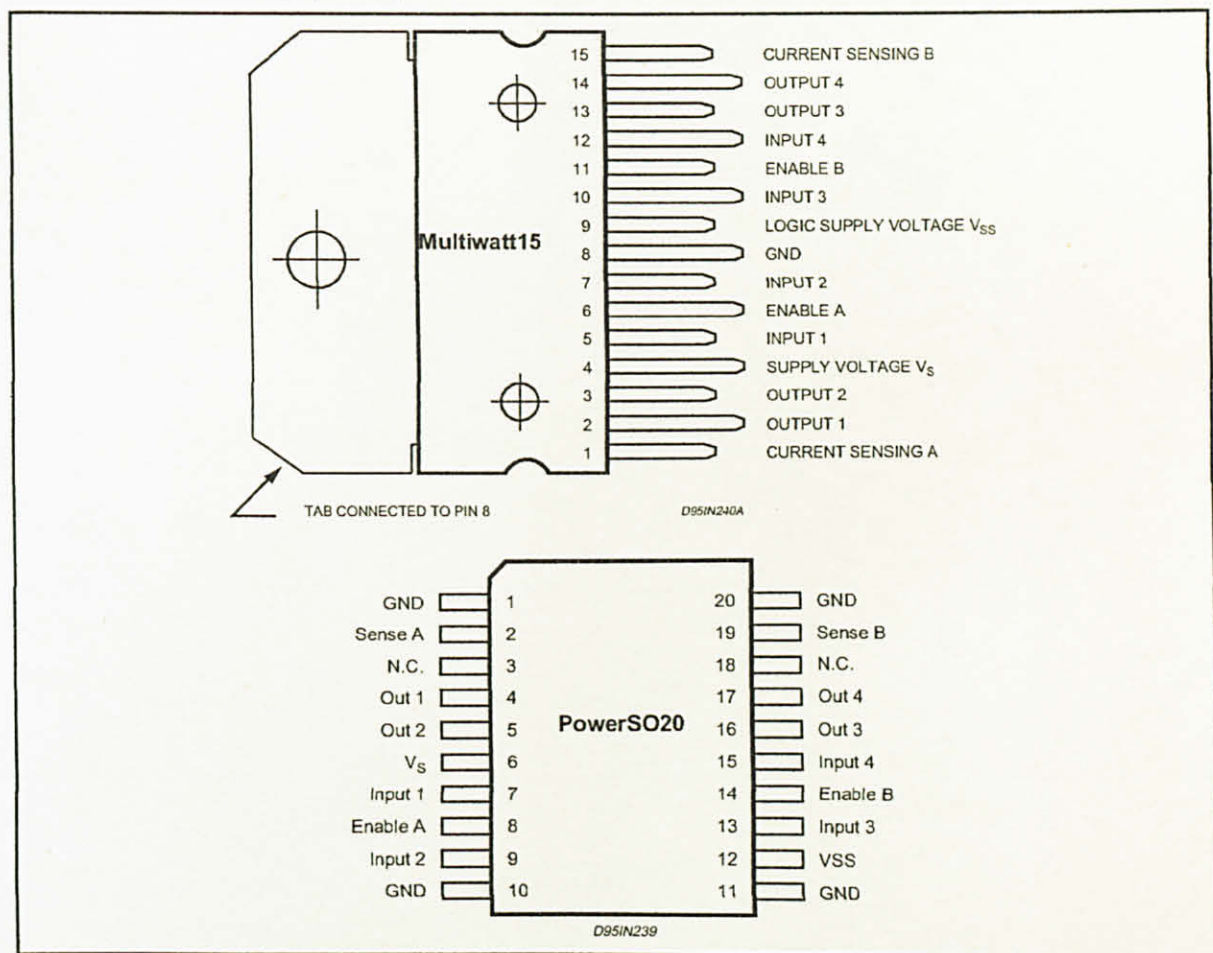 15 CURRENT SENSING B
14 OUTPUT 4
13 OUTPUT 3
12 INPUT 4
11 ENABLE B
10 INPUT 3
9 LOGIC SUPPLY VOLTAGE VSS
Multiwatt15
8 GND
7 INPUT 2
6 ENABLE A
5 INPUT 1
4 SUPPLY VOLTAGE VS
3 OUTPUT 2
2 OUTPUT 1
1 CURRENT SENSING A
TAB CONNECTED TO PIN 8
D95IN240A
GND 1 20 GND
Sense A 2 19 Sense B
N.C. 3 18 N.C.
Out 1 4 17 Out 4
Out 2 5 PowerSO20 16 Out 3
VS 6 15 Input 4
Input 1 7 14 Enable B
Enable A 8 13 Input 3
Input 2 9 12 VSS
GND 10 11 GND
D95IN239